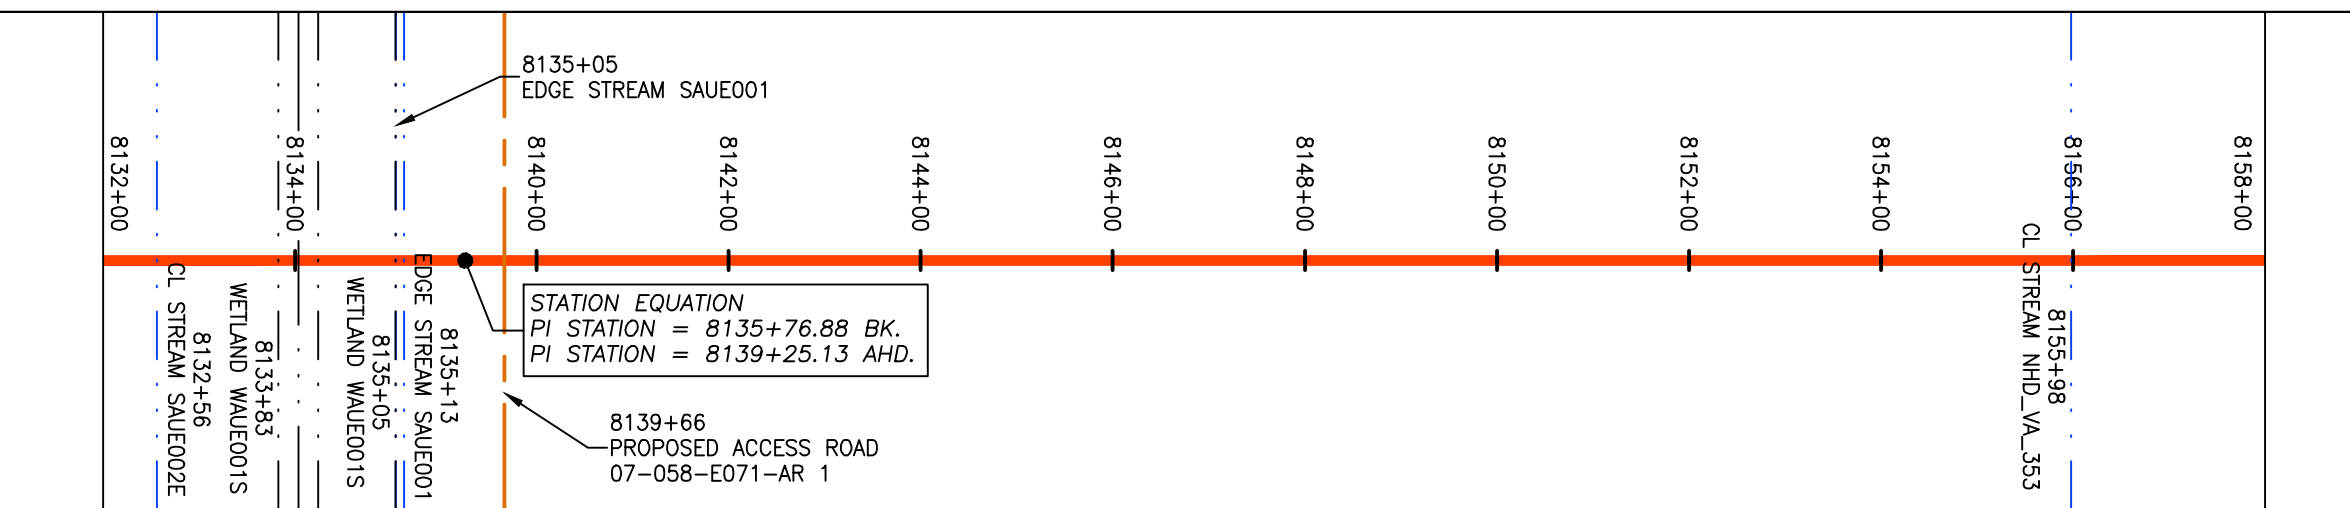 8135+05
EDGE STREAM SAUE001
8132+00
8134+00
8140+00
8142+00
8144+00
8146+00
8148+00
8150+00
8152+00
8154+00
8156+00
8158+00
8132+56
CL STREAM SAUE002E
8133+83
WETLAND WAUE001S
8135+05
WETLAND WAUE001S
8135+13
EDGE STREAM SAUE001
STATION EQUATION
PI STATION = 8135+76.88 BK.
PI STATION = 8139+25.13 AHD.
8139+66
PROPOSED ACCESS ROAD
07-058-E071-AR 1
8155+98
CL STREAM NHD_VA_353